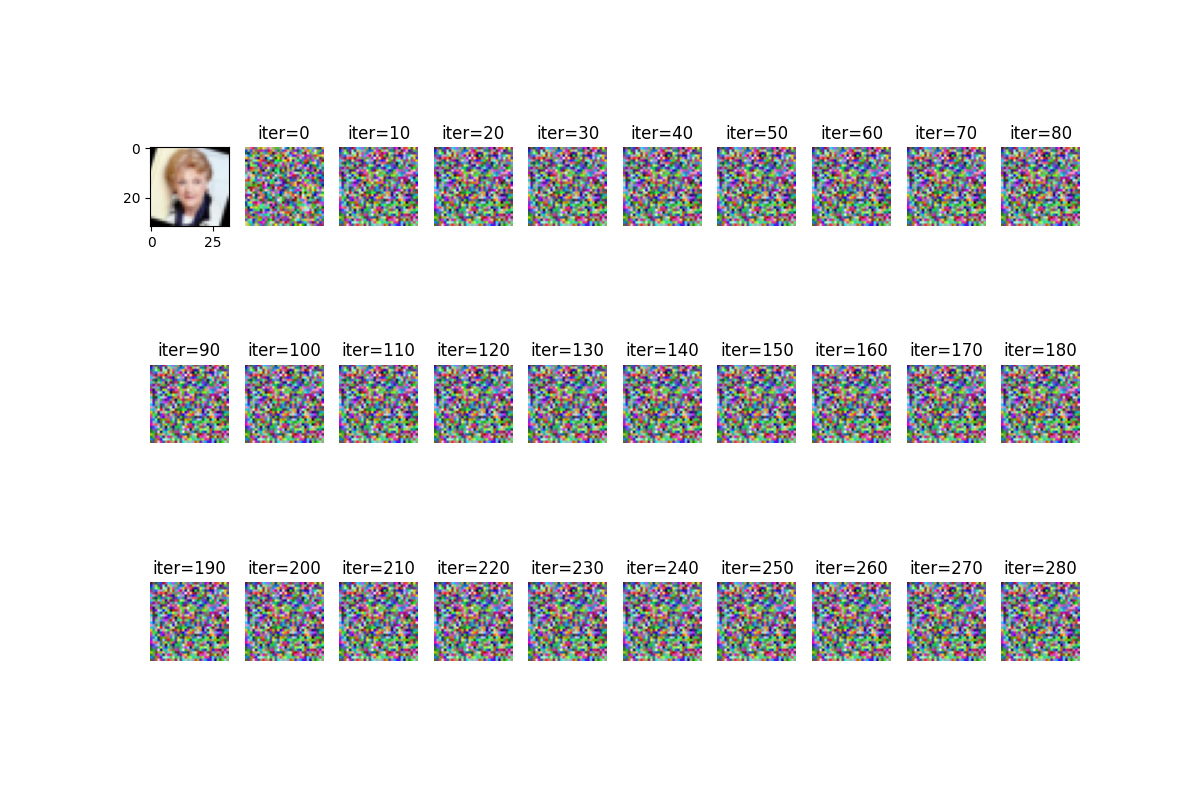 iter=0 iter=10 iter=20 iter=30 iter=40 iter=50 iter=60 iter=70 iter=80
0
20
0 25
iter=90 iter=100 iter=110 iter=120 iter=130 iter=140 iter=150 iter=160 iter=170 iter=180
iter=190 iter=200 iter=210 iter=220 iter=230 iter=240 iter=250 iter=260 iter=270 iter=280